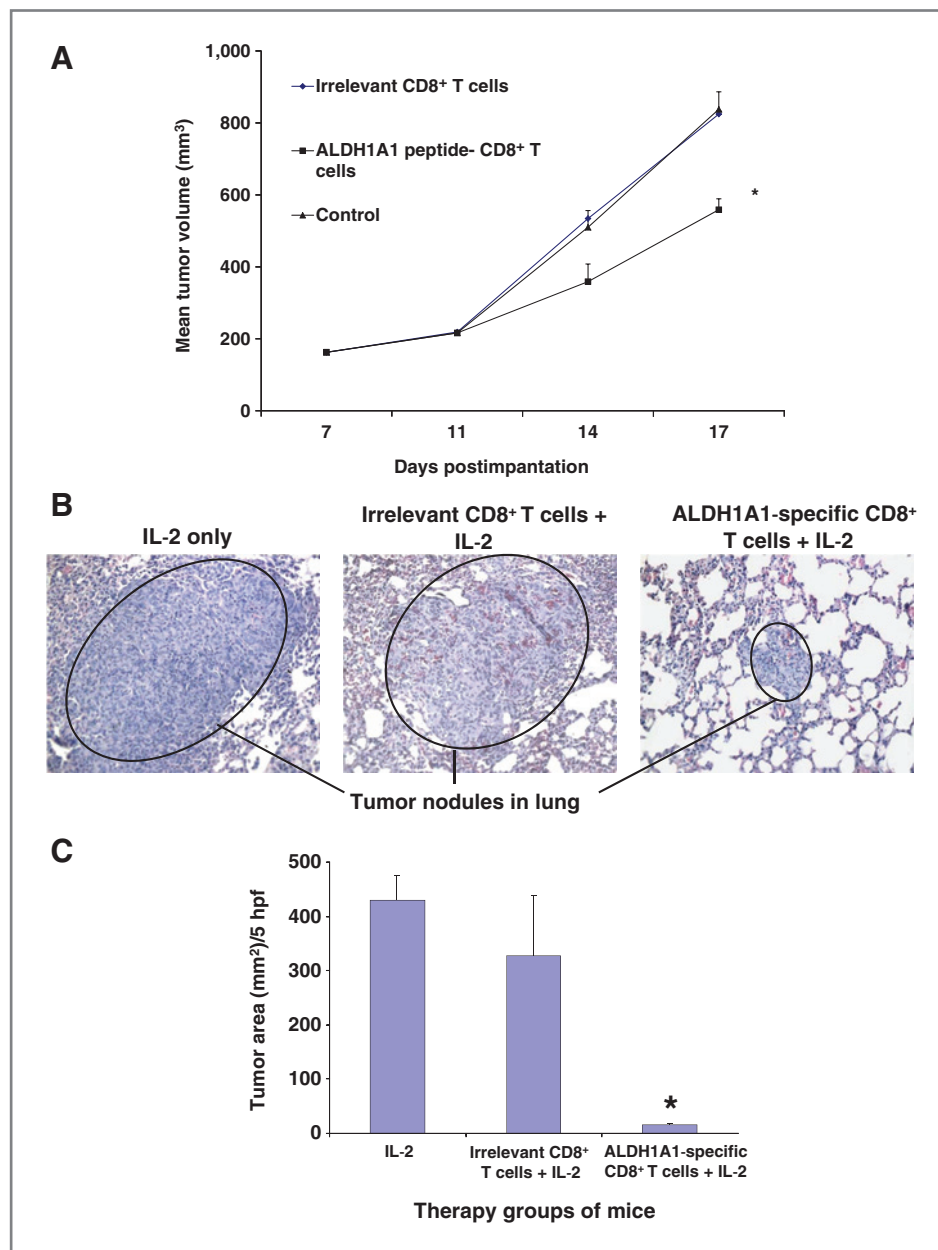 A
1,000
800
600
400
200
0
Mean tumor volume (mm³)
Irrelevant CD8⁺ T cells
ALDH1A1 peptide- CD8⁺ T
cells
Control
*
7 11 14 17
Days postimpantation
B
IL-2 only
Irrelevant CD8⁺ T cells +
IL-2
ALDH1A1-specific CD8⁺
T cells + IL-2
Tumor nodules in lung
C
500
400
300
200
100
0
Tumor area (mm²)/5 hpf
*
IL-2
Irrelevant CD8⁺
T cells + IL-2
ALDH1A1-specific
CD8⁺ T cells + IL-2
Therapy groups of mice